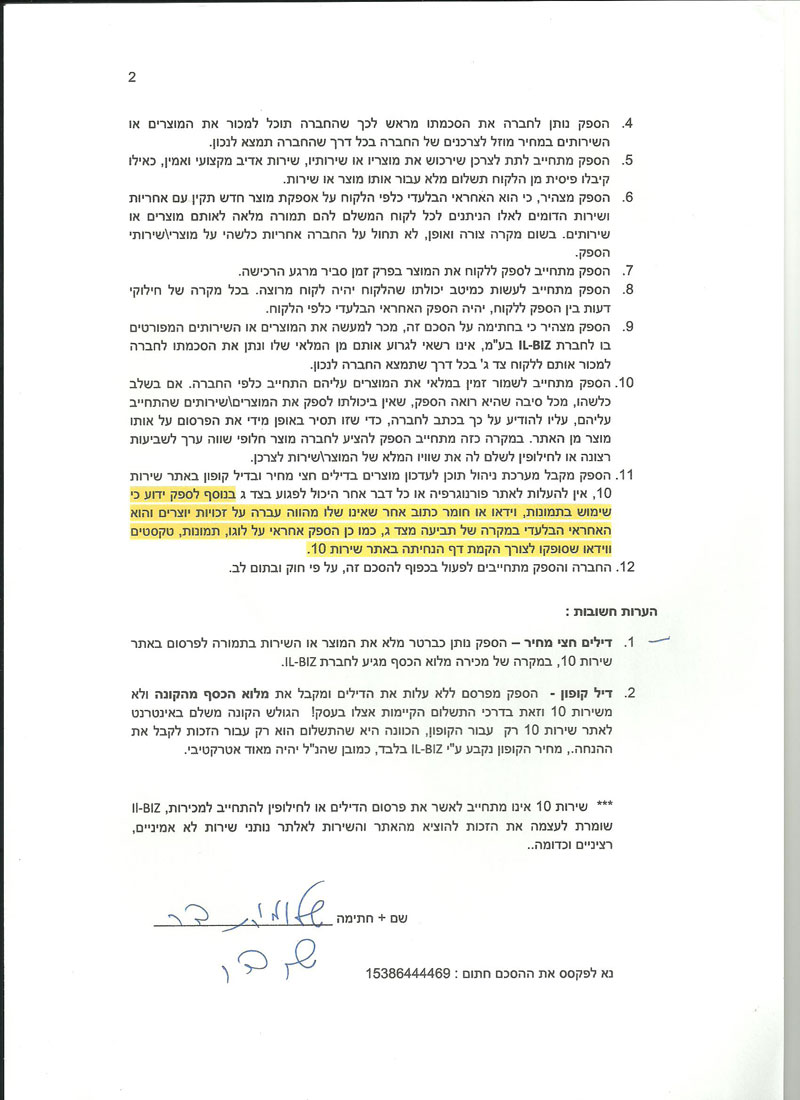 2
4. הספק נותן לחברה את הסכמתו מראש לכך שהחברה תוכל למכור את המוצרים או
השירותים במחיר מוזל לצרכנים של החברה בכל דרך שהחברה תמצא לנכון.
5. הספק מתחייב לתת לצרכן שירכוש את מוצריו או שירותיו, שירות אדיב מקצועי ואמין, כאילו
קיבלו פיסית מן הלקוח תשלום מלא עבור אותו מוצר או שירות.
6. הספק מצהיר, כי הוא האחראי הבלעדי כלפי הלקוח על אספקת מוצר חדש תקין עם אחריות
ושירות הדומים לאלו הניתנים לכל לקוח המשלם להם תמורה מלאה לאותם מוצרים או
שירותים. בשום מקרה צורה ואופן, לא תחול על החברה אחריות כלשהי על מוצרי\שירותי
הספק.
7. הספק מתחייב לספק ללקוח את המוצר בפרק זמן סביר מרגע הרכישה.
8. הספק מתחייב לעשות כמיטב יכולתו שהלקוח יהיה לקוח מרוצה. בכל מקרה של חילוקי
דעות בין הספק ללקוח, יהיה הספק האחראי הבלעדי כלפי הלקוח.
9. הספק מצהיר כי בחתימה על הסכם זה, מכר למעשה את המוצרים או השירותים המפורטים
בו לחברת IL-BIZ בע"מ, אינו רשאי לגרוע אותם מן המלאי שלו ונתן את הסכמתו לחברה
למכור אותם ללקוח צד ג' בכל דרך שתמצא החברה לנכון.
10. הספק מתחייב לשמור זמין במלאי את המוצרים עליהם התחייב כלפי החברה. אם בשלב
כלשהו, מכל סיבה שהיא רואה הספק, שאין ביכולתו לספק את המוצרים\שירותים שהתחייב
עליהם, עליו להודיע על כך בכתב לחברה, כדי שזו תסיר באופן מידי את הפרסום על אותו
מוצר מן האתר. במקרה כזה מתחייב הספק להציע לחברה מוצר חלופי שווה ערך לשביעות
רצונה או לחילופין לשלם לה את שוויו המלא של המוצר\שירות לצרכן.
11. הספק מקבל מערכת ניהול תוכן לעדכון מוצרים בדילים חצי מחיר ובדיל קופון באתר שירות
10, אין להעלות לאתר פורנוגרפיה או כל דבר אחר היכול לפגוע בצד ג בנוסף לספק ידוע כי
שימוש בתמונות, וידאו או חומר כתוב אחר שאינו שלו מהווה עברה על זכויות יוצרים והוא
האחראי הבלעדי במקרה של תביעה מצד ג, כמו כן הספק אחראי על לוגו, תמונות, טקסטים
ווידאו שסופקו לצורך הקמת דף הנחיתה באתר שירות 10.
12. החברה והספק מתחייבים לפעול בכפוף להסכם זה, על פי חוק ובתום לב.
הערות חשובות :
1. דילים חצי מחיר – הספק נותן כברטר מלא את המוצר או השירות בתמורה לפרסום באתר
שירות 10, במקרה של מכירה מלוא הכסף מגיע לחברת IL-BIZ.
2. דיל קופון - הספק מפרסם ללא עלות את הדילים ומקבל את מלוא הכסף מהקונה ולא
משירות 10 וזאת בדרכי התשלום הקיימות אצלו בעסק! הגולש הקונה משלם באינטרנט
לאתר שירות 10 רק עבור הקופון, הכוונה היא שהתשלום הוא רק עבור הזכות לקבל את
ההנחה., מחיר הקופון נקבע ע"י IL-BIZ בלבד, כמובן שהנ"ל יהיה מאוד אטרקטיבי.
*** שירות 10 אינו מתחייב לאשר את פרסום הדילים או לחילופין להתחייב למכירות, Il-BIZ
שומרת לעצמה את הזכות להוציא מהאתר והשירות לאלתר נותני שירות לא אמיניים,
רציניים וכדומה..
שם + חתימה שלומית בר
נא לפקסס את ההסכם חתום : 15386444469